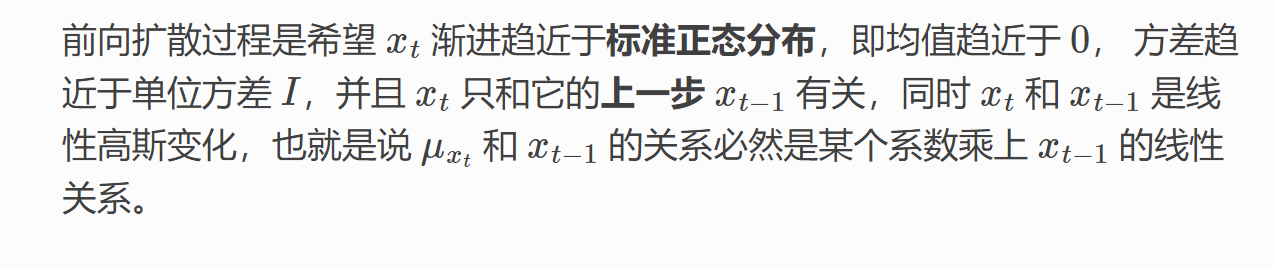 前向扩散过程是希望 $x_t$ 渐进趋近于标准正态分布，即均值趋近于 0， 方差趋
近于单位方差 $I$，并且 $x_t$ 只和它的上一步 $x_{t-1}$ 有关，同时 $x_t$ 和 $x_{t-1}$ 是线
性高斯变化，也就是说 $\mu_{x_t}$ 和 $x_{t-1}$ 的关系必然是某个系数乘上 $x_{t-1}$ 的线性
关系。